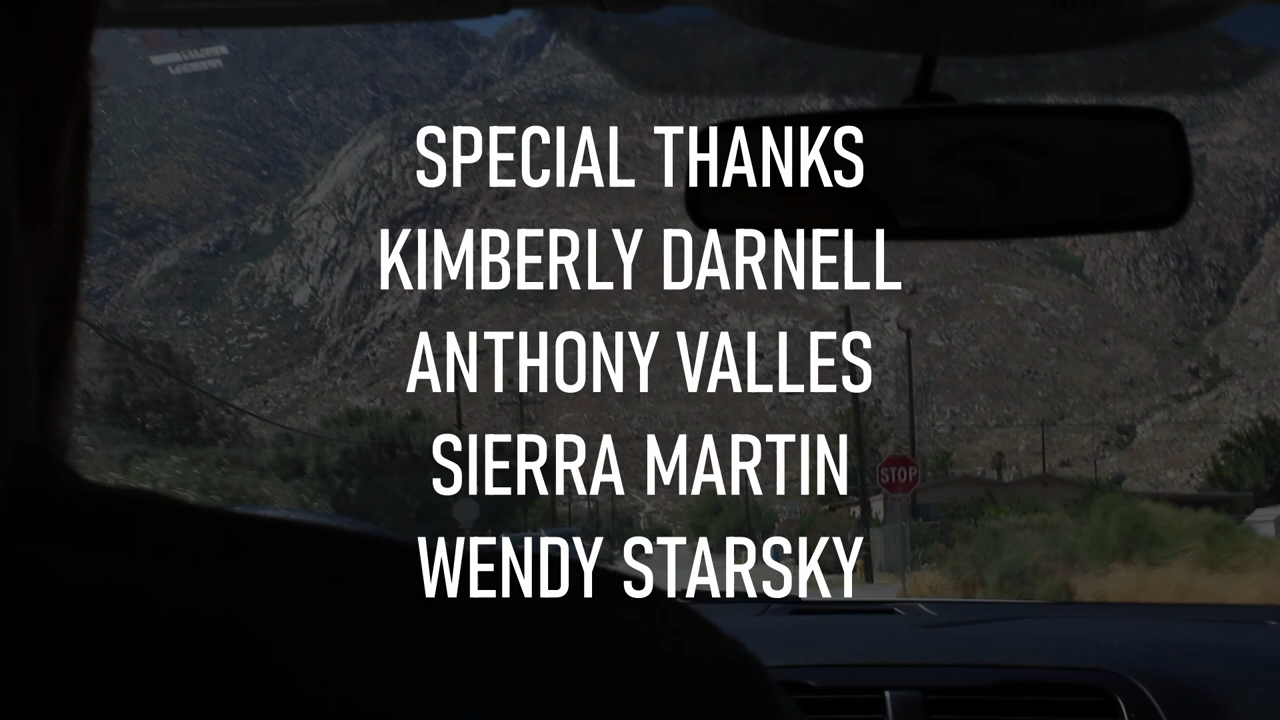 SPECIAL THANKS
KIMBERLY DARNELL
ANTHONY VALLES
SIERRA MARTIN
WENDY STARSKY
STOP